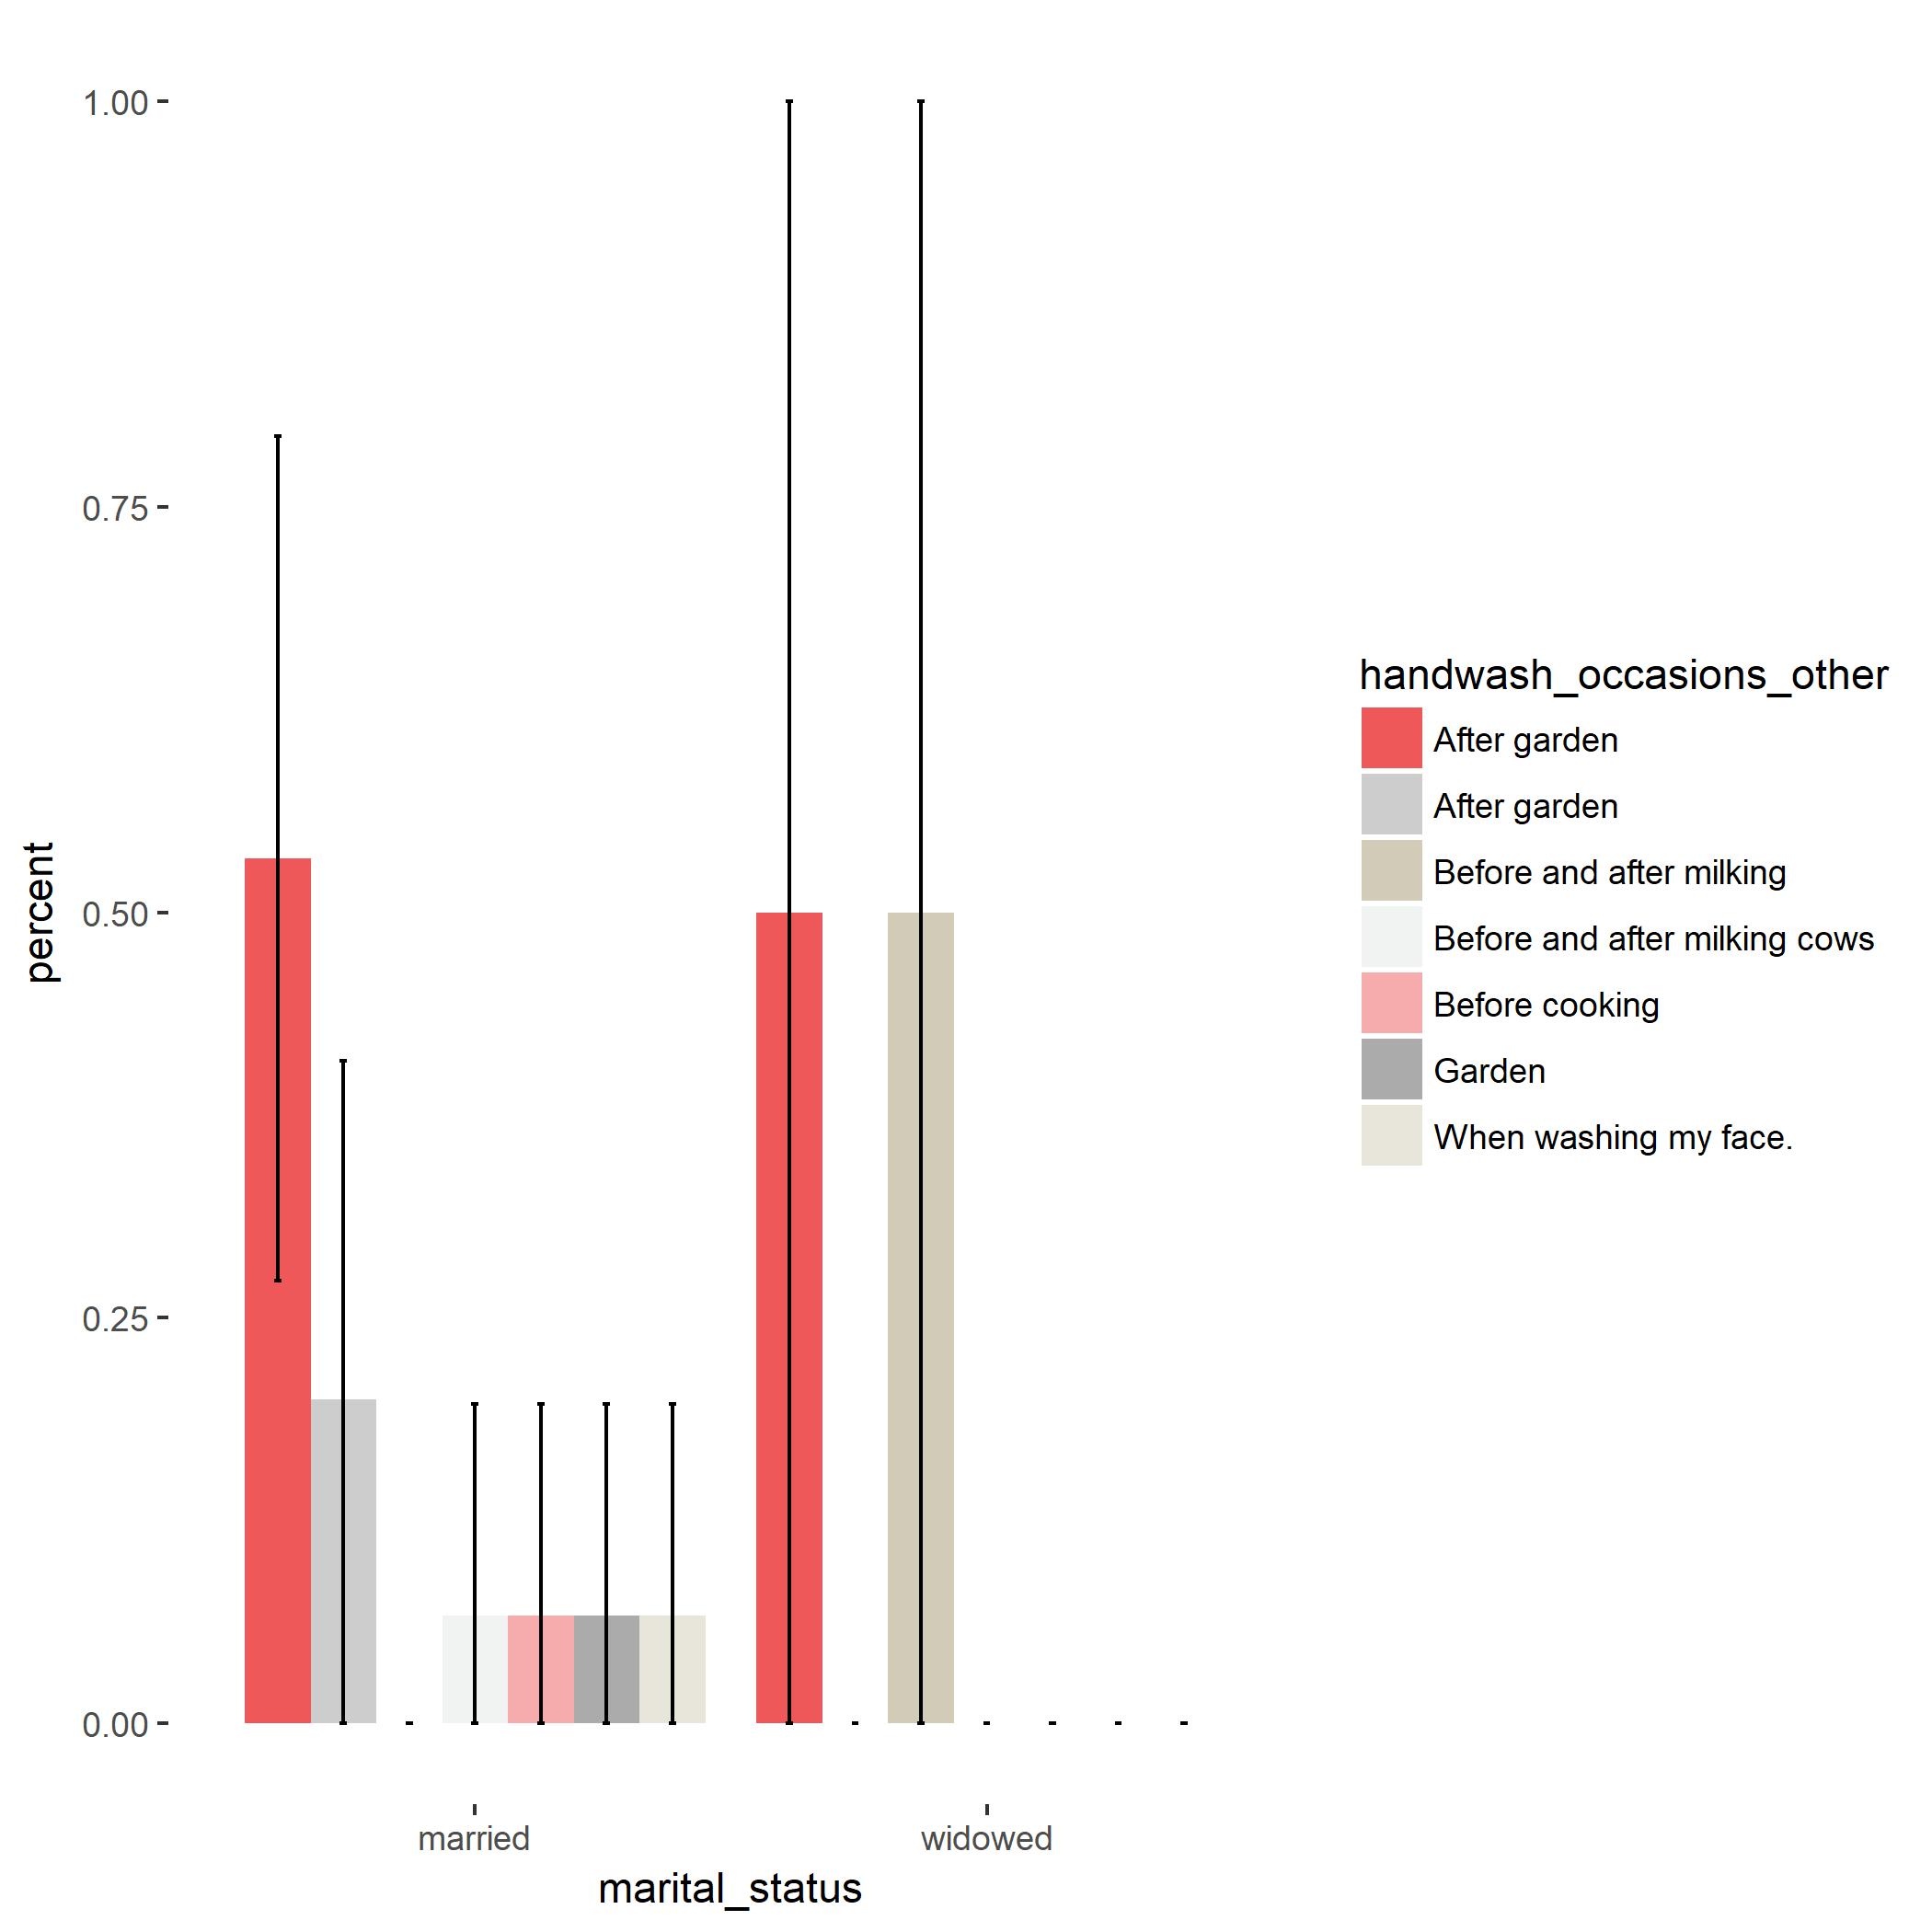 1.00
0.75
0.50
0.25
0.00
percent
married
widowed
marital_status
handwash_occasions_other
After garden
After garden
Before and after milking
Before and after milking cows
Before cooking
Garden
When washing my face.